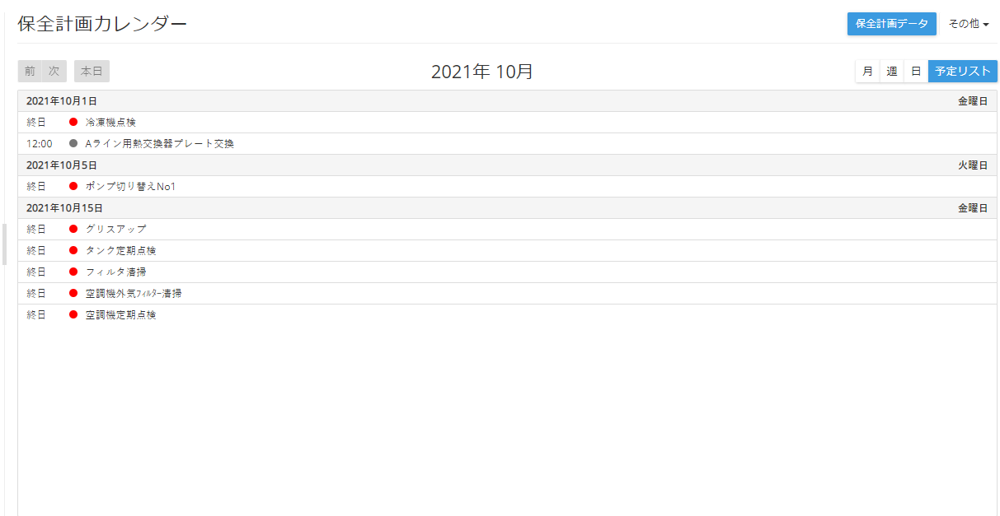 保全計画カレンダー
保全計画データ その他
前 次 本日 2021年 10月 月 週 日 予定リスト
2021年10月1日 金曜日
終日 冷凍機点検
12:00 Aライン用熱交換器プレート交換
2021年10月5日 火曜日
終日 ポンプ切り替えNo1
2021年10月15日 金曜日
終日 グリスアップ
終日 タンク定期点検
終日 フィルタ清掃
終日 空調機外気ﾌｨﾙﾀｰ清掃
終日 空調機定期点検